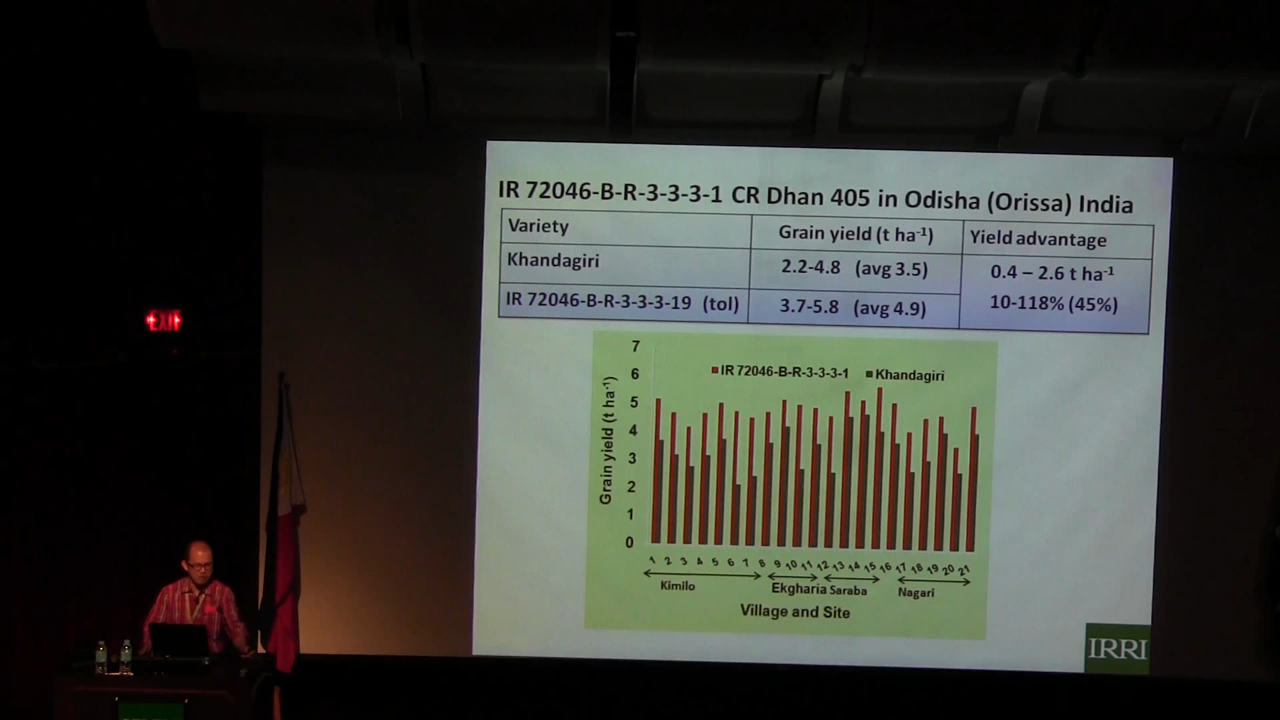 IR 72046-B-R-3-3-3-1 CR Dhan 405 in Odisha (Orissa) India
Variety Grain yield (t ha-1) Yield advantage
Khandagiri 2.2-4.8 (avg 3.5) 0.4 – 2.6 t ha-1
IR 72046-B-R-3-3-3-19 (tol) 3.7-5.8 (avg 4.9) 10-118% (45%)
IR 72046-B-R-3-3-3-1 Khandagiri
Grain yield (t ha-1)
7
6
5
4
3
2
1
0
1 2 3 4 5 6 7 8 9 10 11 12 13 14 15 16 17 18 19 20 21
Kimilo Ekgharia Saraba Nagari
Village and Site
IRRI
EXIT